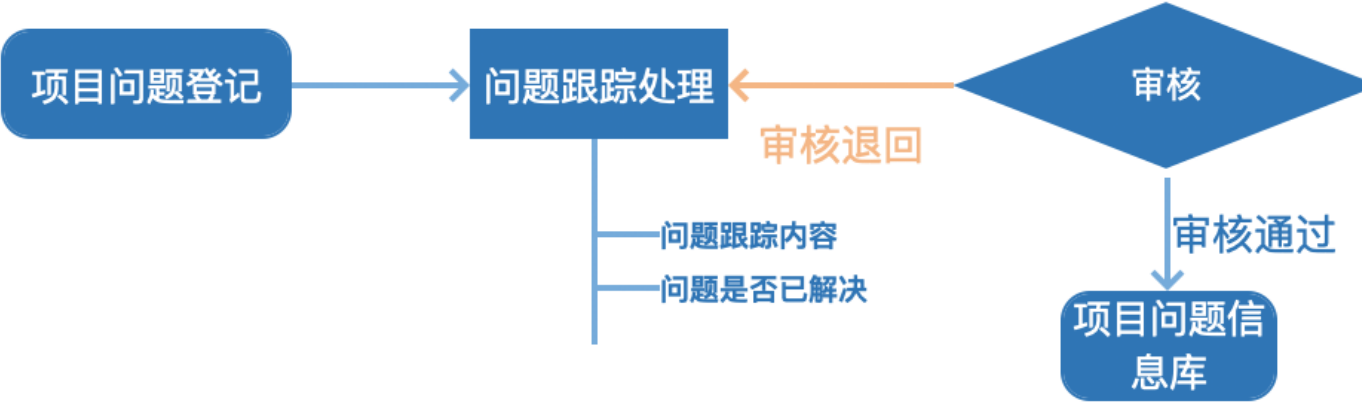 项目问题登记
问题跟踪处理
审核
审核退回
问题跟踪内容
审核通过
问题是否已解决
项目问题信
息库